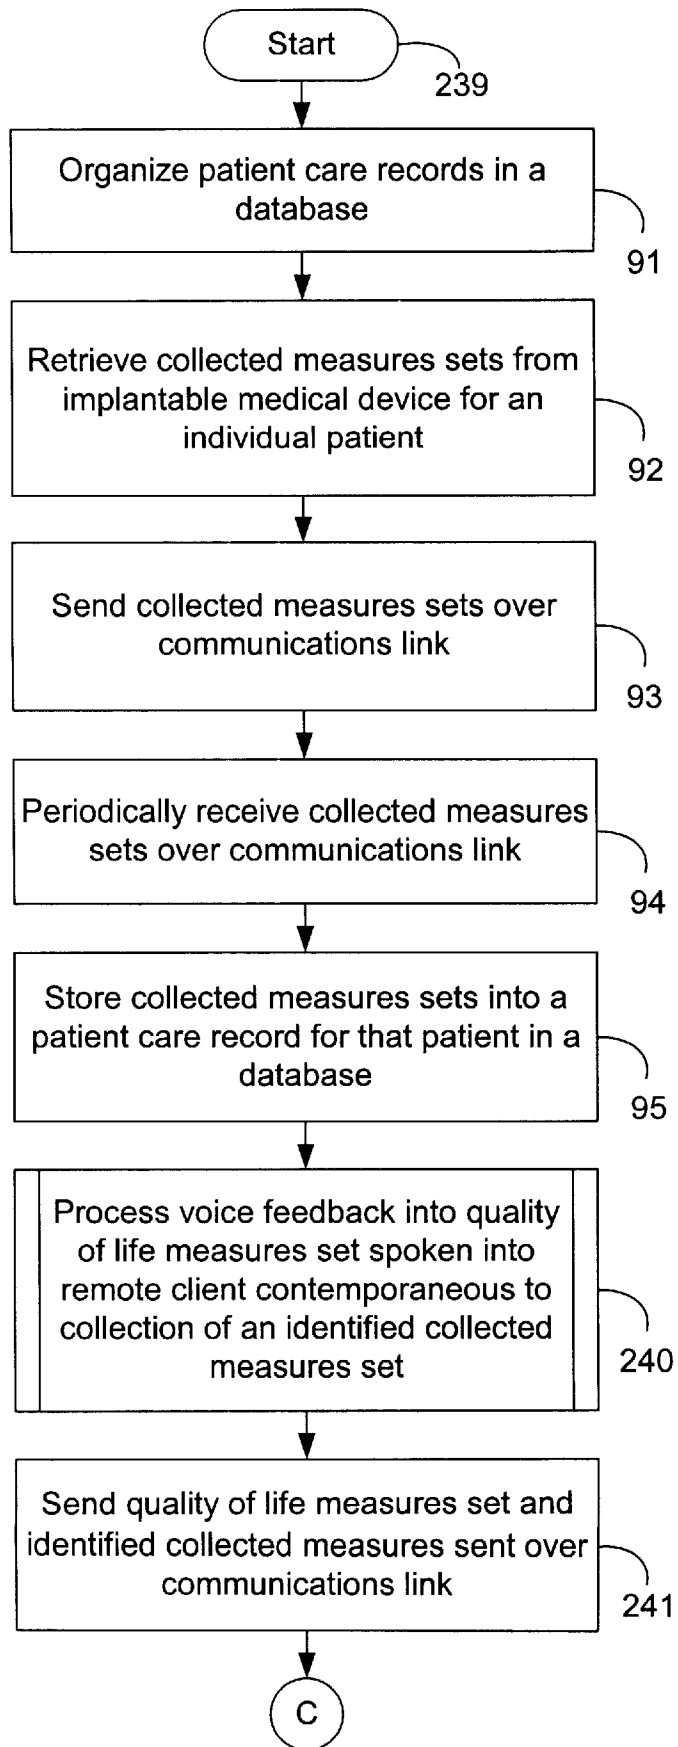 Start
239
Organize patient care records in a
database
91
Retrieve collected measures sets from
implantable medical device for an
individual patient
92
Send collected measures sets over
communications link
93
Periodically receive collected measures
sets over communications link
94
Store collected measures sets into a
patient care record for that patient in a
database
95
Process voice feedback into quality
of life measures set spoken into
remote client contemporaneous to
collection of an identified collected
measures set
240
Send quality of life measures set and
identified collected measures sent over
communications link
241
C